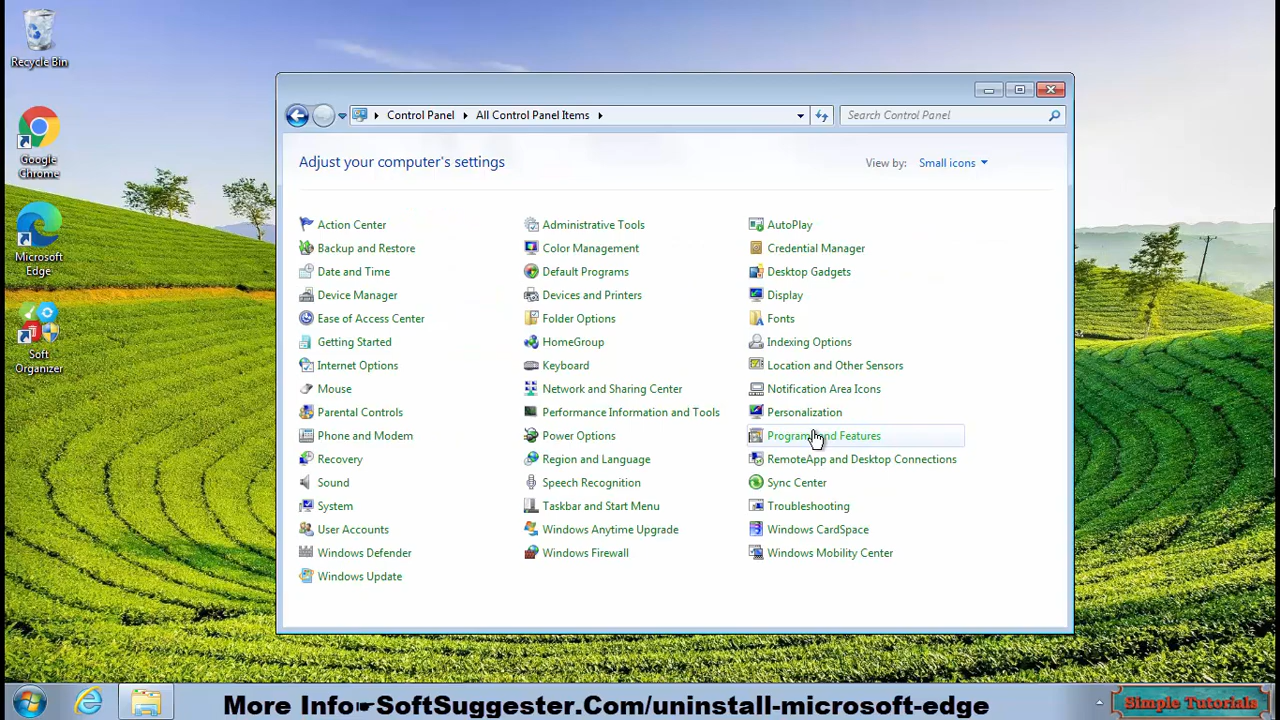 Recycle Bin
Google
Chrome
Microsoft
Edge
Soft
Organizer
Control Panel
All Control Panel Items
Search Control Panel
Adjust your computer's settings
View by: Small icons
Action Center
Administrative Tools
AutoPlay
Backup and Restore
Color Management
Credential Manager
Date and Time
Default Programs
Desktop Gadgets
Device Manager
Devices and Printers
Display
Ease of Access Center
Folder Options
Fonts
Getting Started
HomeGroup
Indexing Options
Internet Options
Keyboard
Location and Other Sensors
Mouse
Network and Sharing Center
Notification Area Icons
Parental Controls
Performance Information and Tools
Personalization
Phone and Modem
Power Options
Programs and Features
Recovery
Region and Language
RemoteApp and Desktop Connections
Sound
Speech Recognition
Sync Center
System
Taskbar and Start Menu
Troubleshooting
User Accounts
Windows Anytime Upgrade
Windows CardSpace
Windows Defender
Windows Firewall
Windows Mobility Center
Windows Update
More Info☛SoftSuggester.Com/uninstall-microsoft-edge
Simple Tutorials